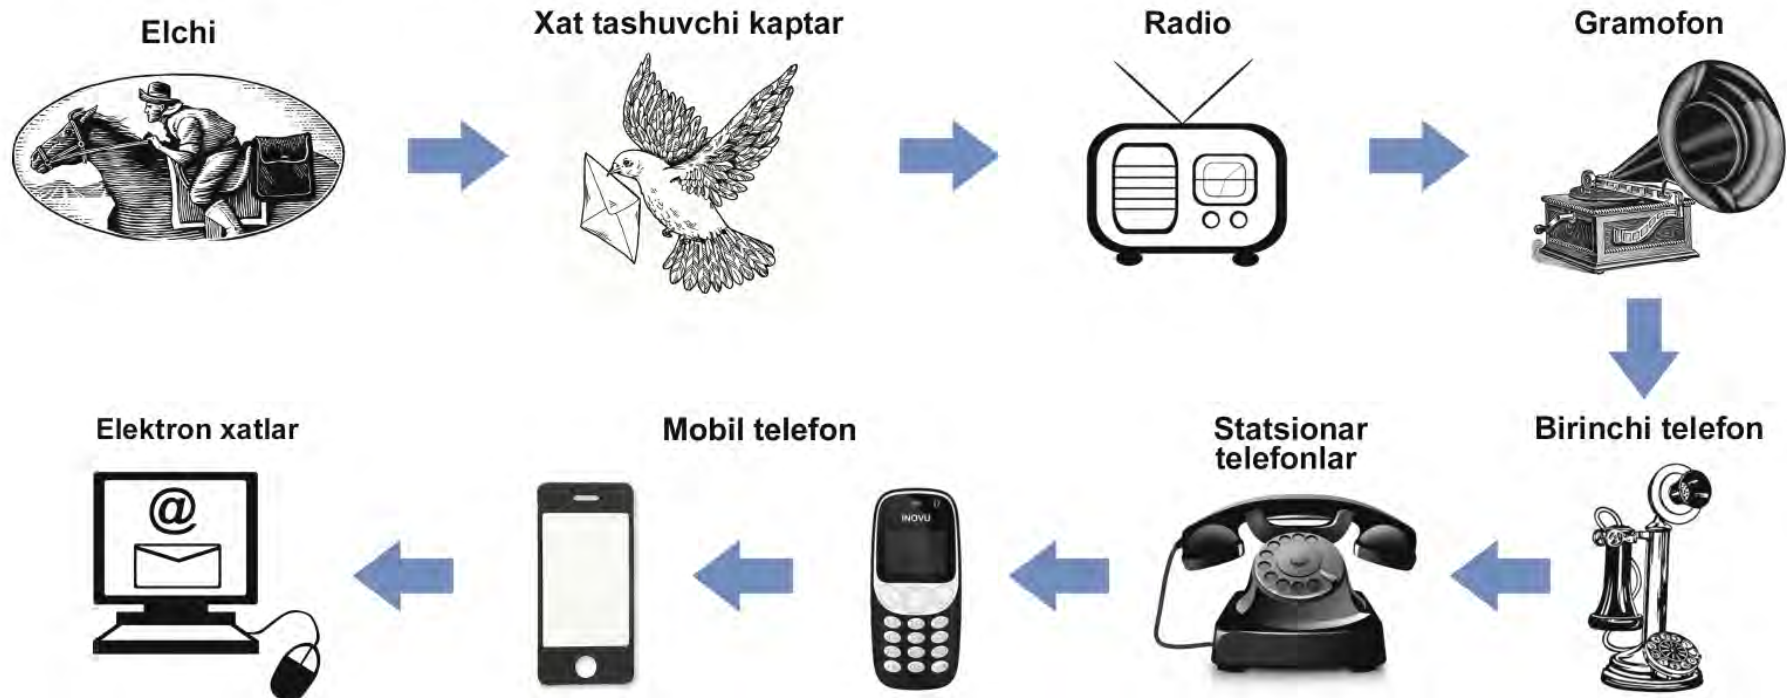 Elchi
Xat tashuvchi kaptar
Radio
Gramofon
Birinchi telefon
Statsionar
telefonlar
Mobil telefon
INOVU
Elektron xatlar
@